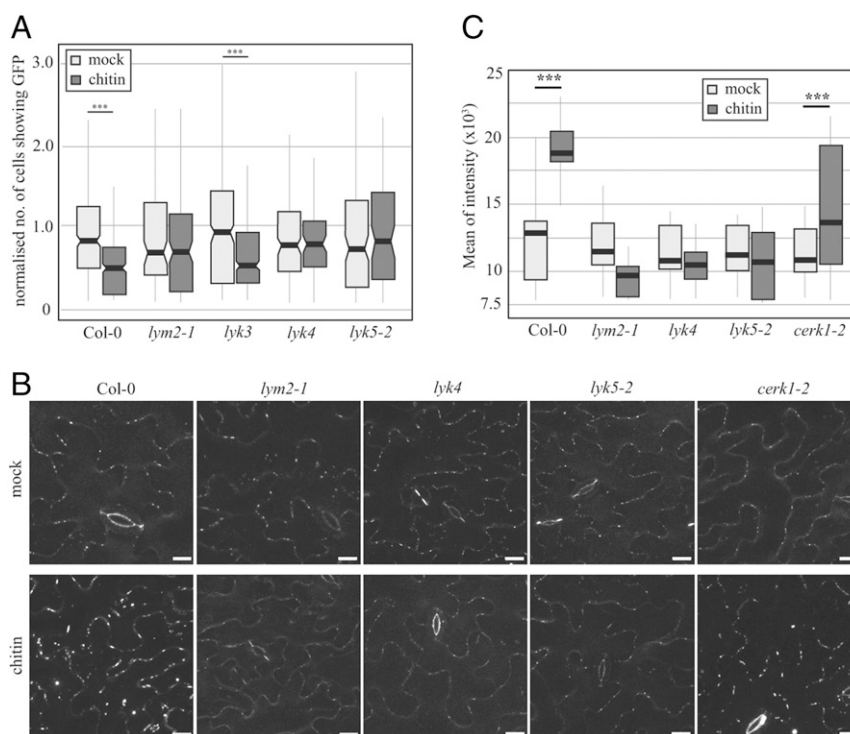 A
normalised no. of cells showing GFP
3.0
2.0
1.0
0
mock
chitin
***
***
Col-0 lym2-1 lyk3 lyk4 lyk5-2
C
Mean of intensity (x10³)
25
20
15
10
7.5
mock
chitin
***
***
Col-0 lym2-1 lyk4 lyk5-2 cerk1-2
B
Col-0 lym2-1 lyk4 lyk5-2 cerk1-2
mock
chitin